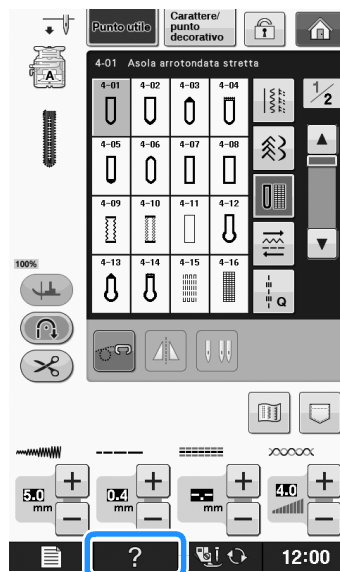 Punto utile
Carattere/
punto
decorativo
4-01 Asola arrotondata stretta
1/2
A
4-01 4-02 4-03 4-04
4-05 4-06 4-07 4-08
4-09 4-10 4-11 4-12
4-13 4-14 4-15 4-16
Q
100%
5.0 mm + −
0.4 mm + −
-.- mm + −
4.0 + −
? 12:00